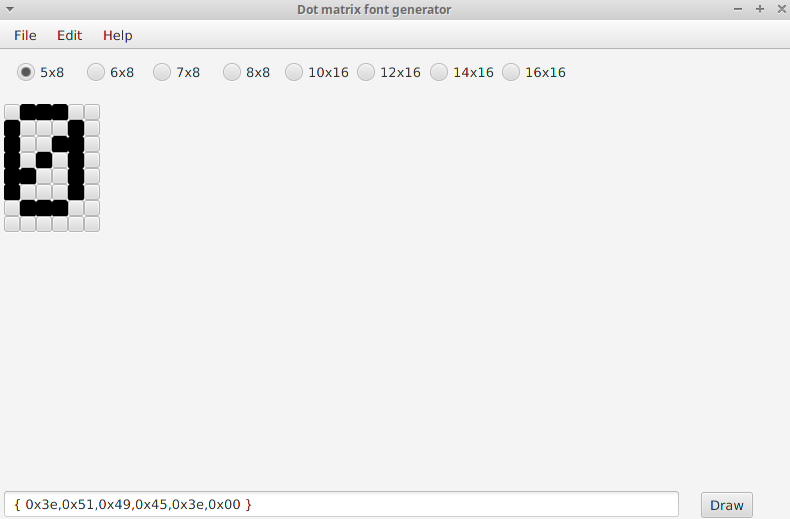 Dot matrix font generator
File Edit Help
5x8 6x8 7x8 8x8 10x16 12x16 14x16 16x16
{ 0x3e,0x51,0x49,0x45,0x3e,0x00 }
Draw